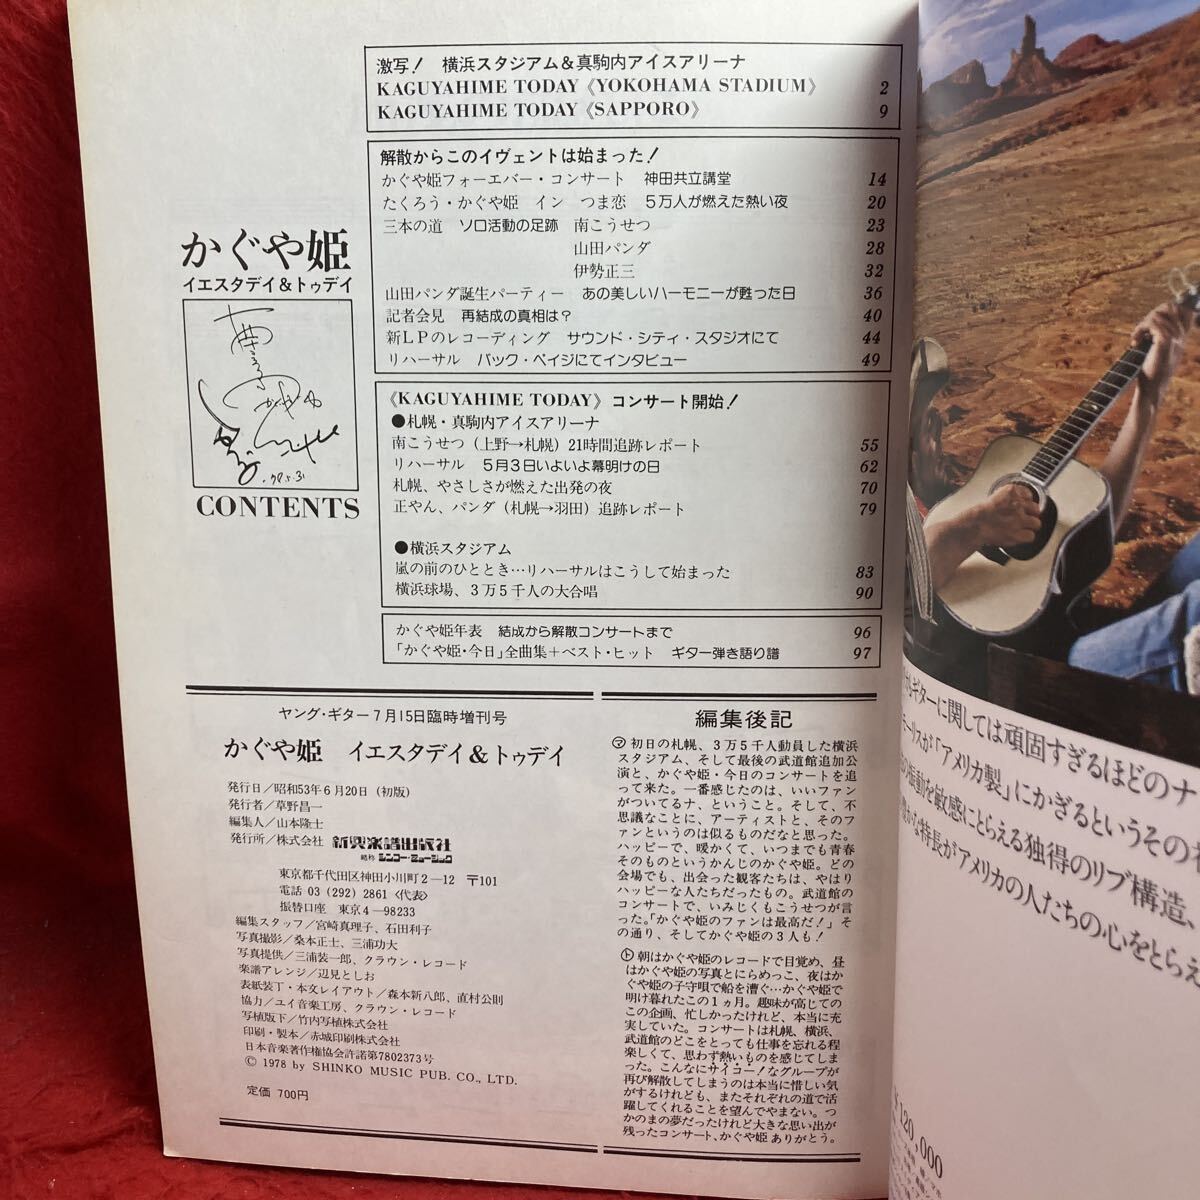 激写! 横浜スタジアム&真駒内アイスアリーナ
KAGUYAHIME TODAY《YOKOHAMA STADIUM》 2
KAGUYAHIME TODAY《SAPPORO》 9
解散からこのイヴェントは始まった!
かぐや姫フォーエバー・コンサート 神田共立講堂 14
たくろう・かぐや姫 イン つま恋 5万人が燃えた熱い夜 20
三本の道 ソロ活動の足跡 南こうせつ 23
山田パンダ 28
伊勢正三 32
山田パンダ誕生パーティー あの美しいハーモニーが甦った日 36
記者会見 再結成の真相は? 40
新LPのレコーディング サウンド・シティ・スタジオにて 44
リハーサル バック・ペイジにてインタビュー 49
《KAGUYAHIME TODAY》コンサート開始!
●札幌・真駒内アイスアリーナ
南こうせつ(上野→札幌)21時間追跡レポート 55
リハーサル 5月3日いよいよ幕明けの日 62
札幌、やさしさが燃えた出発の夜 70
正やん、パンダ(札幌→羽田)追跡レポート 79
●横浜スタジアム
嵐の前のひととき…リハーサルはこうして始まった 83
横浜球場、3万5千人の大合唱 90
かぐや姫年表 結成から解散コンサートまで 96
「かぐや姫・今日」全曲集+ベスト・ヒット ギター弾き語り譜 97
かぐや姫
イエスタデイ&トゥデイ
CONTENTS
ヤング・ギター7月15日臨時増刊号
かぐや姫 イエスタデイ&トゥデイ
発行日/昭和53年6月20日(初版)
発行者/草野昌一
編集人/山本隆士
発行所/株式会社 新興楽譜出版社
略称 シンコー・ミュージック
東京都千代田区神田小川町2-12 〒101
電話 03 (292) 2861〈代表〉
振替口座 東京4-98233
編集スタッフ/宮崎真理子、石田利子
写真撮影/桑本正士、三浦功大
写真提供/三浦装一郎、クラウン・レコード
楽譜アレンジ/辺見としお
表紙装丁・本文レイアウト/森本新八郎、直村公則
協力/ユイ音楽工房、クラウン・レコード
写植版下/竹内写植株式会社
印刷・製本/赤城印刷株式会社
日本音楽著作権協会許諾第7802373号
© 1978 by SHINKO MUSIC PUB. CO., LTD.
定価 700円
編集後記
㋮初日の札幌、3万5千人動員した横浜
スタジアム、そして最後の武道館追加公
演と、かぐや姫・今日のコンサートを追
って来た。一番感じたのは、いいファン
がついてるナ、ということ。そして、不
思議なことに、アーティストと、そのフ
ァンというのは似るものだなと思った。
ハッピーで、暖かくて、いつまでも青春
そのものというかんじのかぐや姫。どの
会場でも、出会った観客たちは、やはり
ハッピーな人たちだったもの。武道館の
コンサートで、いみじくもこうせつが言
った。「かぐや姫のファンは最高だ!」そ
の通り、そしてかぐや姫の3人も!
㋣朝はかぐや姫のレコードで目覚め、昼
はかぐや姫の写真とにらめっこ、夜はか
ぐや姫の子守唄で船を漕ぐ…かぐや姫で
明け暮れたこの1ヵ月。趣味が高じての
この企画、忙しかったけれど、本当に充
実していた。コンサートは札幌、横浜、
武道館のどこをとっても仕事を忘れる程
楽しくて、思わず熱いものを感じてしま
った。こんなにサイコー!なグループが
再び解散してしまうのは本当に惜しい気
がするけれども、またそれぞれの道で活
躍してくれることを望んでやまない。つ
かのまの夢だったけれど大きな思い出が
残ったコンサート、かぐや姫 ありがとう。
ギターに関しては頑固すぎるほどのナ
モーリスが「アメリカ製」にかぎるというその
の振動を敏感にとらえる独得のリブ構造、
な特長がアメリカの人たちの心をとらえ
¥120,000